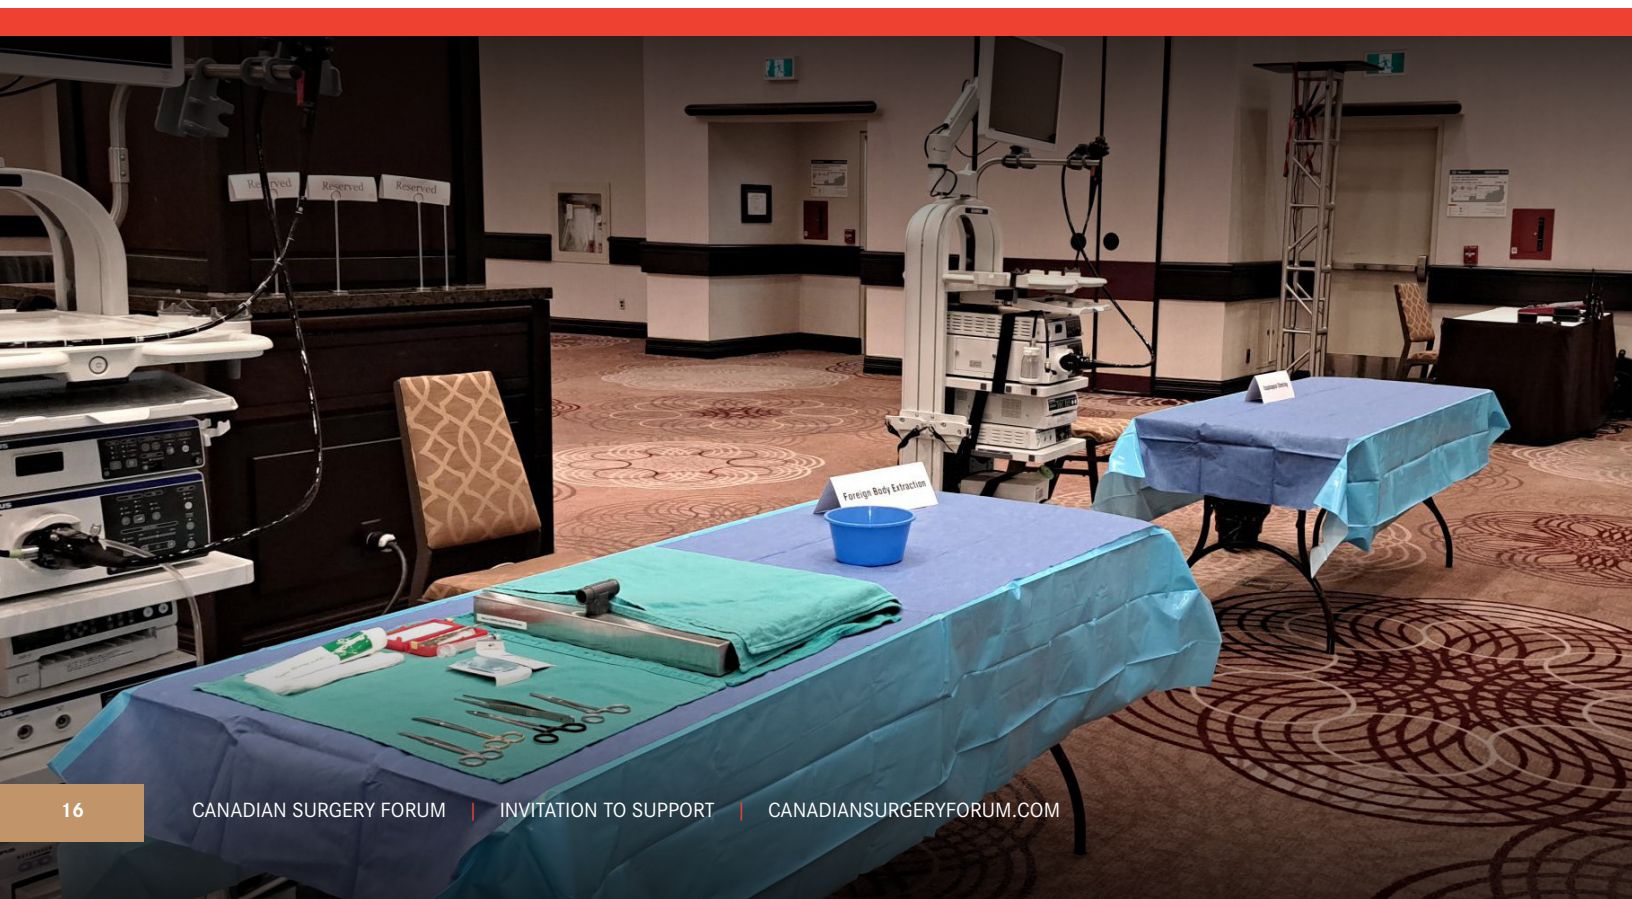 Reserved
Reserved
Reserved
Foreign Body Extraction
16
CANADIAN SURGERY FORUM | INVITATION TO SUPPORT | CANADIANSURGERYFORUM.COM